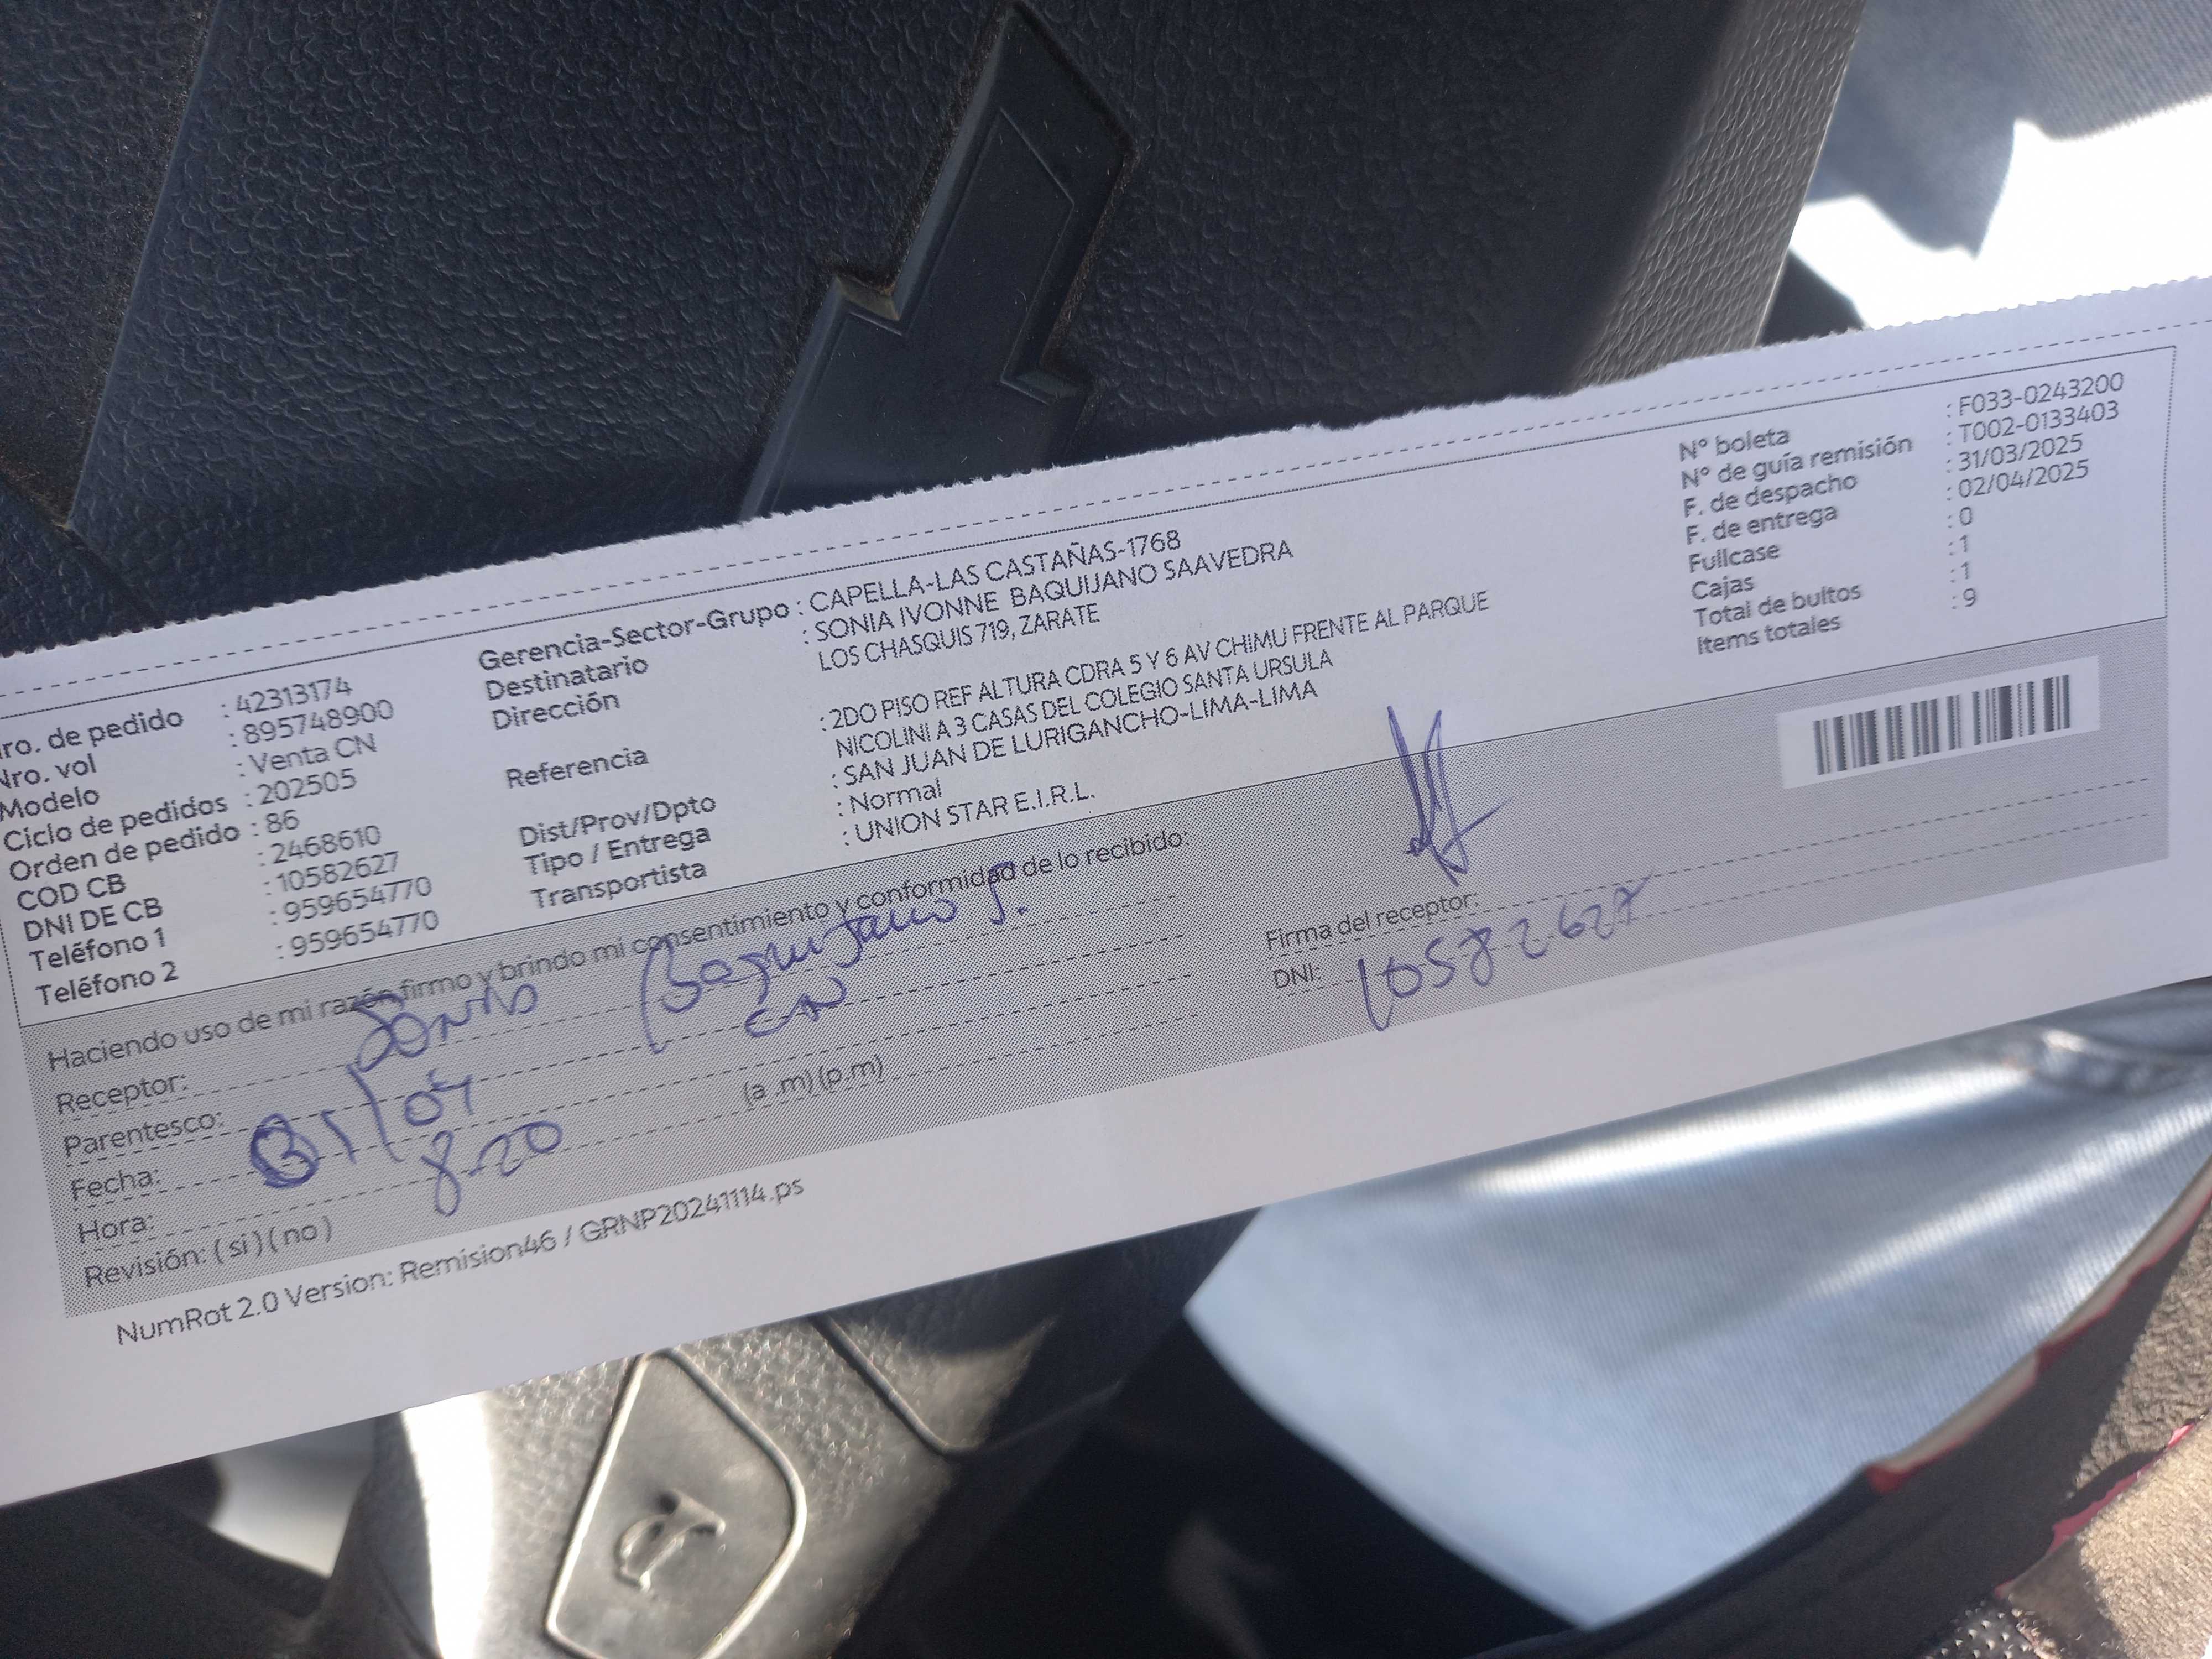 Nro. de pedido : 42313174
Nro. vol : 895748900
Modelo : Venta CN
Ciclo de pedidos : 202505
Orden de pedido : 86
COD CB : 2468610
DNI DE CB : 10582627
Teléfono 1 : 959654770
Teléfono 2 : 959654770
Gerencia-Sector-Grupo : CAPELLA-LAS CASTAÑAS-1768
Destinatario : SONIA IVONNE BAQUIJANO SAAVEDRA
Dirección LOS CHASQUIS 719, ZARATE
Referencia : 2DO PISO REF ALTURA CDRA 5 Y 6 AV CHIMU FRENTE AL PARQUE
NICOLINI A 3 CASAS DEL COLEGIO SANTA URSULA
Dist/Prov/Dpto : SAN JUAN DE LURIGANCHO-LIMA-LIMA
Tipo / Entrega : Normal
Transportista : UNION STAR E.I.R.L.
N° boleta : F033-0243200
N° de guía remisión : T002-0133403
F. de despacho : 31/03/2025
F. de entrega : 02/04/2025
Fullcase : 0
Cajas : 1
Total de bultos : 1
Items totales : 9
Haciendo uso de mi razón firmo y brindo mi consentimiento y conformidad de lo recibido:
Receptor: Sonia Baquijano S.
Parentesco: CN
Fecha: 01/04
Hora: 8-20 (a .m) (p.m)
Revisión: ( si ) ( no )
Firma del receptor:
DNI: 10582627
NumRot 2.0 Version: Remision46 / GRNP20241114.ps